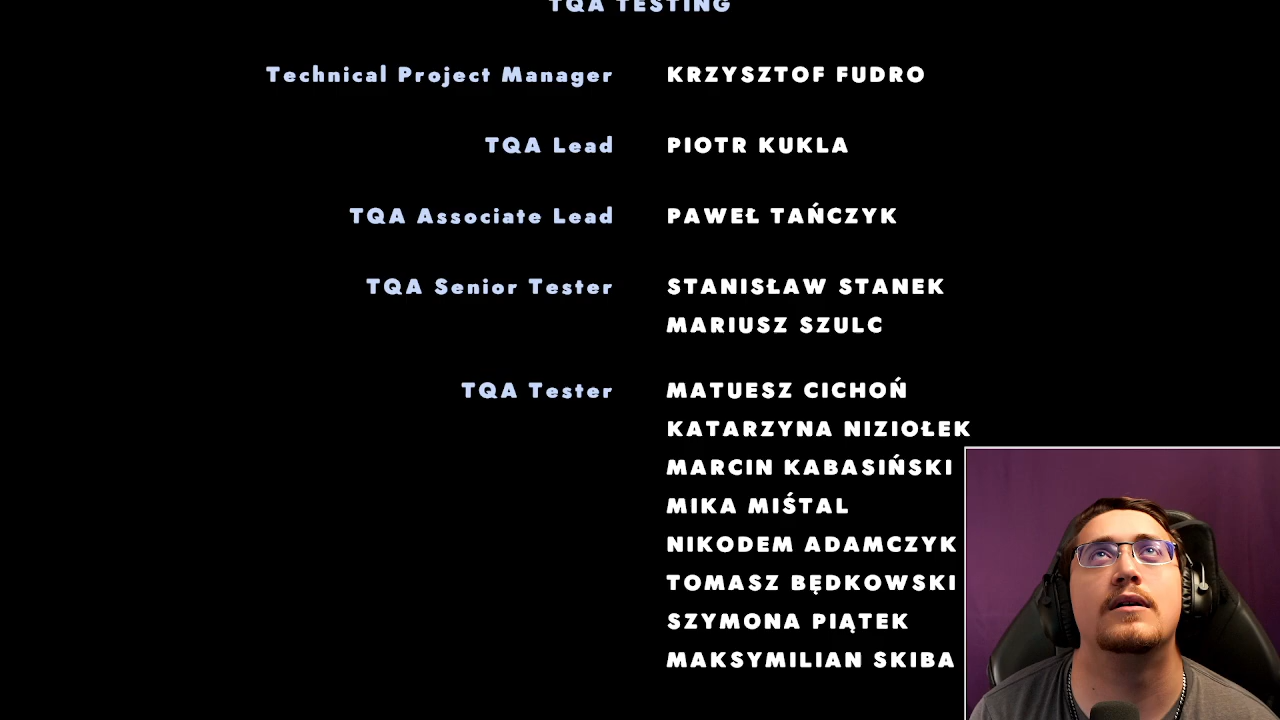 TQA TESTING
Technical Project Manager KRZYSZTOF FUDRO
TQA Lead PIOTR KUKLA
TQA Associate Lead PAWEŁ TAŃCZYK
TQA Senior Tester STANISŁAW STANEK
MARIUSZ SZULC
TQA Tester MATUESZ CICHOŃ
KATARZYNA NIZIOŁEK
MARCIN KABASIŃSKI
MIKA MIŚTAL
NIKODEM ADAMCZYK
TOMASZ BĘDKOWSKI
SZYMONA PIĄTEK
MAKSYMILIAN SKIBA